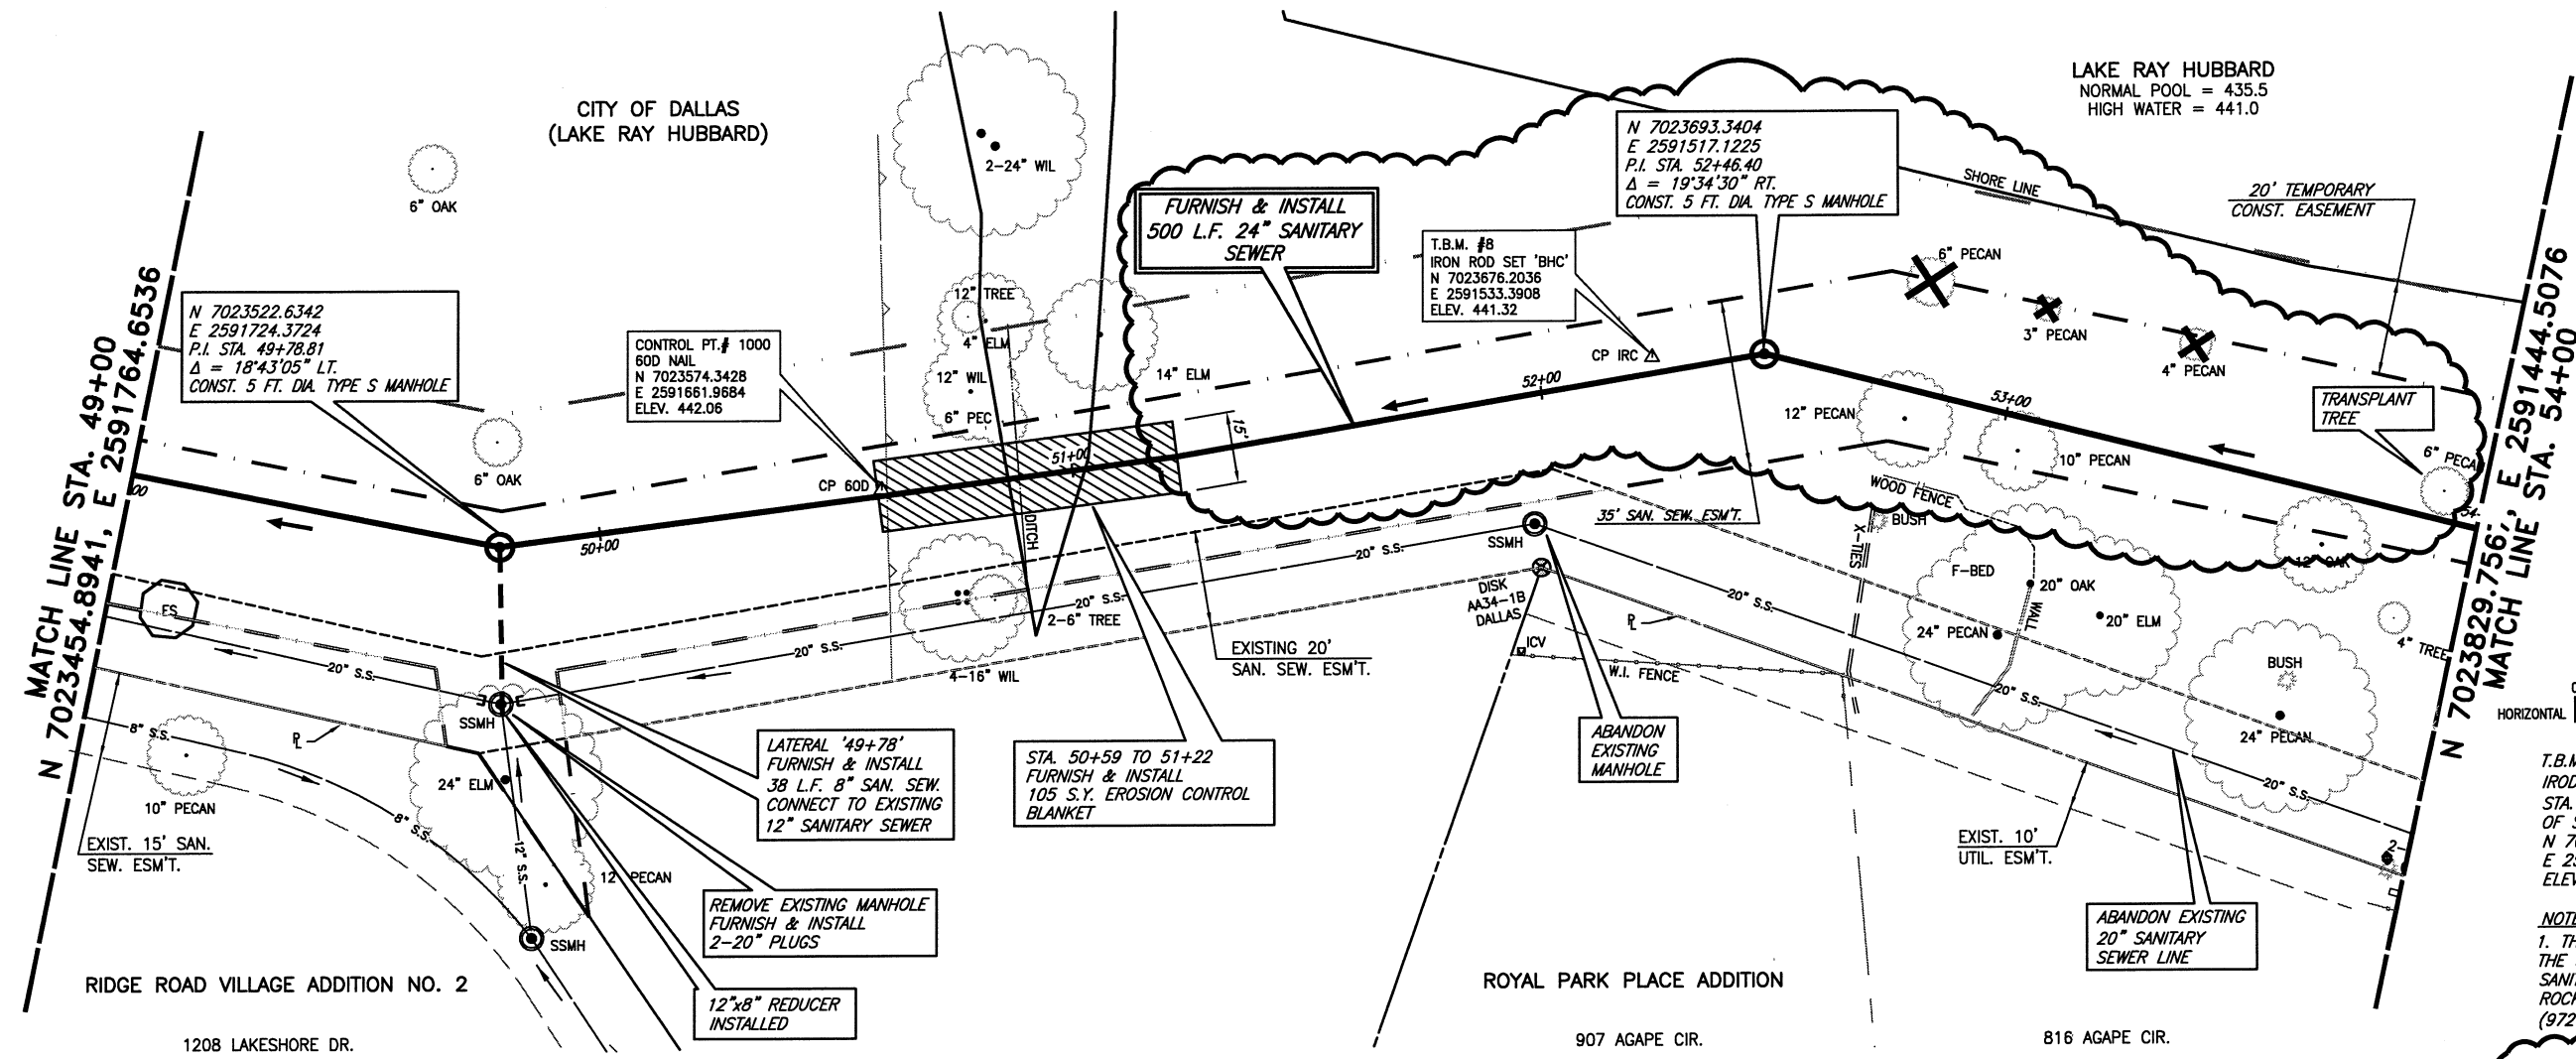 CITY OF DALLAS
(LAKE RAY HUBBARD)
LAKE RAY HUBBARD
NORMAL POOL = 435.5
HIGH WATER = 441.0
6" OAK
2-24" WIL
N 7023693.3404
E 2591517.1225
P.I. STA. 52+46.40
Δ = 19°34'30" RT.
CONST. 5 FT. DIA. TYPE S MANHOLE
SHORE LINE
20' TEMPORARY
CONST. EASEMENT
FURNISH & INSTALL
500 L.F. 24" SANITARY
SEWER
T.B.M. #8
IRON ROD SET 'BHC'
N 7023676.2036
E 2591533.3908
ELEV. 441.32
6" PECAN
3" PECAN
4" PECAN
CP IRC
MATCH LINE STA. 49+00
N 7023454.8941, E 2591764.6536
N 7023522.6342
E 2591724.3724
P.I. STA. 49+78.81
Δ = 18°43'05" LT.
CONST. 5 FT. DIA. TYPE S MANHOLE
CONTROL PT.# 1000
60D NAIL
N 7023574.3428
E 2591661.9684
ELEV. 442.06
12" TREE
4" ELM
12" WIL
6" PEC
14" ELM
52+00
53+00
12" PECAN
10" PECAN
TRANSPLANT
TREE
6" PECA
MATCH LINE STA. 54+00
E 2591444.5076
6" OAK
CP 60D
51+00
15'
50+00
00
54
DITCH
WOOD FENCE
BUSH
X-TIES
35' SAN. SEW. ESM'T.
SSMH
12" OAK
F-BED
20" OAK
WALL
24" PECAN
20" ELM
4" TREE
BUSH
24" PECAN
DISK
AA34-1B
DALLAS
ICV
W.I. FENCE
20" S.S.
20" S.S.
20" S.S.
20" S.S.
20" S.S.
20" S.S.
20" S.S.
2-6" TREE
4-16" WIL
EXISTING 20'
SAN. SEW. ESM'T.
8" S.S.
8" S.S.
12" S.S.
SSMH
24" ELM
10" PECAN
PECAN
SSMH
EXIST. 15' SAN.
SEW. ESM'T.
LATERAL '49+78'
FURNISH & INSTALL
38 L.F. 8" SAN. SEW.
CONNECT TO EXISTING
12" SANITARY SEWER
STA. 50+59 TO 51+22
FURNISH & INSTALL
105 S.Y. EROSION CONTROL
BLANKET
ABANDON
EXISTING
MANHOLE
EXIST. 10'
UTIL. ESM'T.
REMOVE EXISTING MANHOLE
FURNISH & INSTALL
2-20" PLUGS
ABANDON EXISTING
20" SANITARY
SEWER LINE
12"x8" REDUCER
INSTALLED
RIDGE ROAD VILLAGE ADDITION NO. 2
ROYAL PARK PLACE ADDITION
1208 LAKESHORE DR.
907 AGAPE CIR.
816 AGAPE CIR.
HORIZONTAL
T.B.M
STA.
OF
ELEV
1.
(972